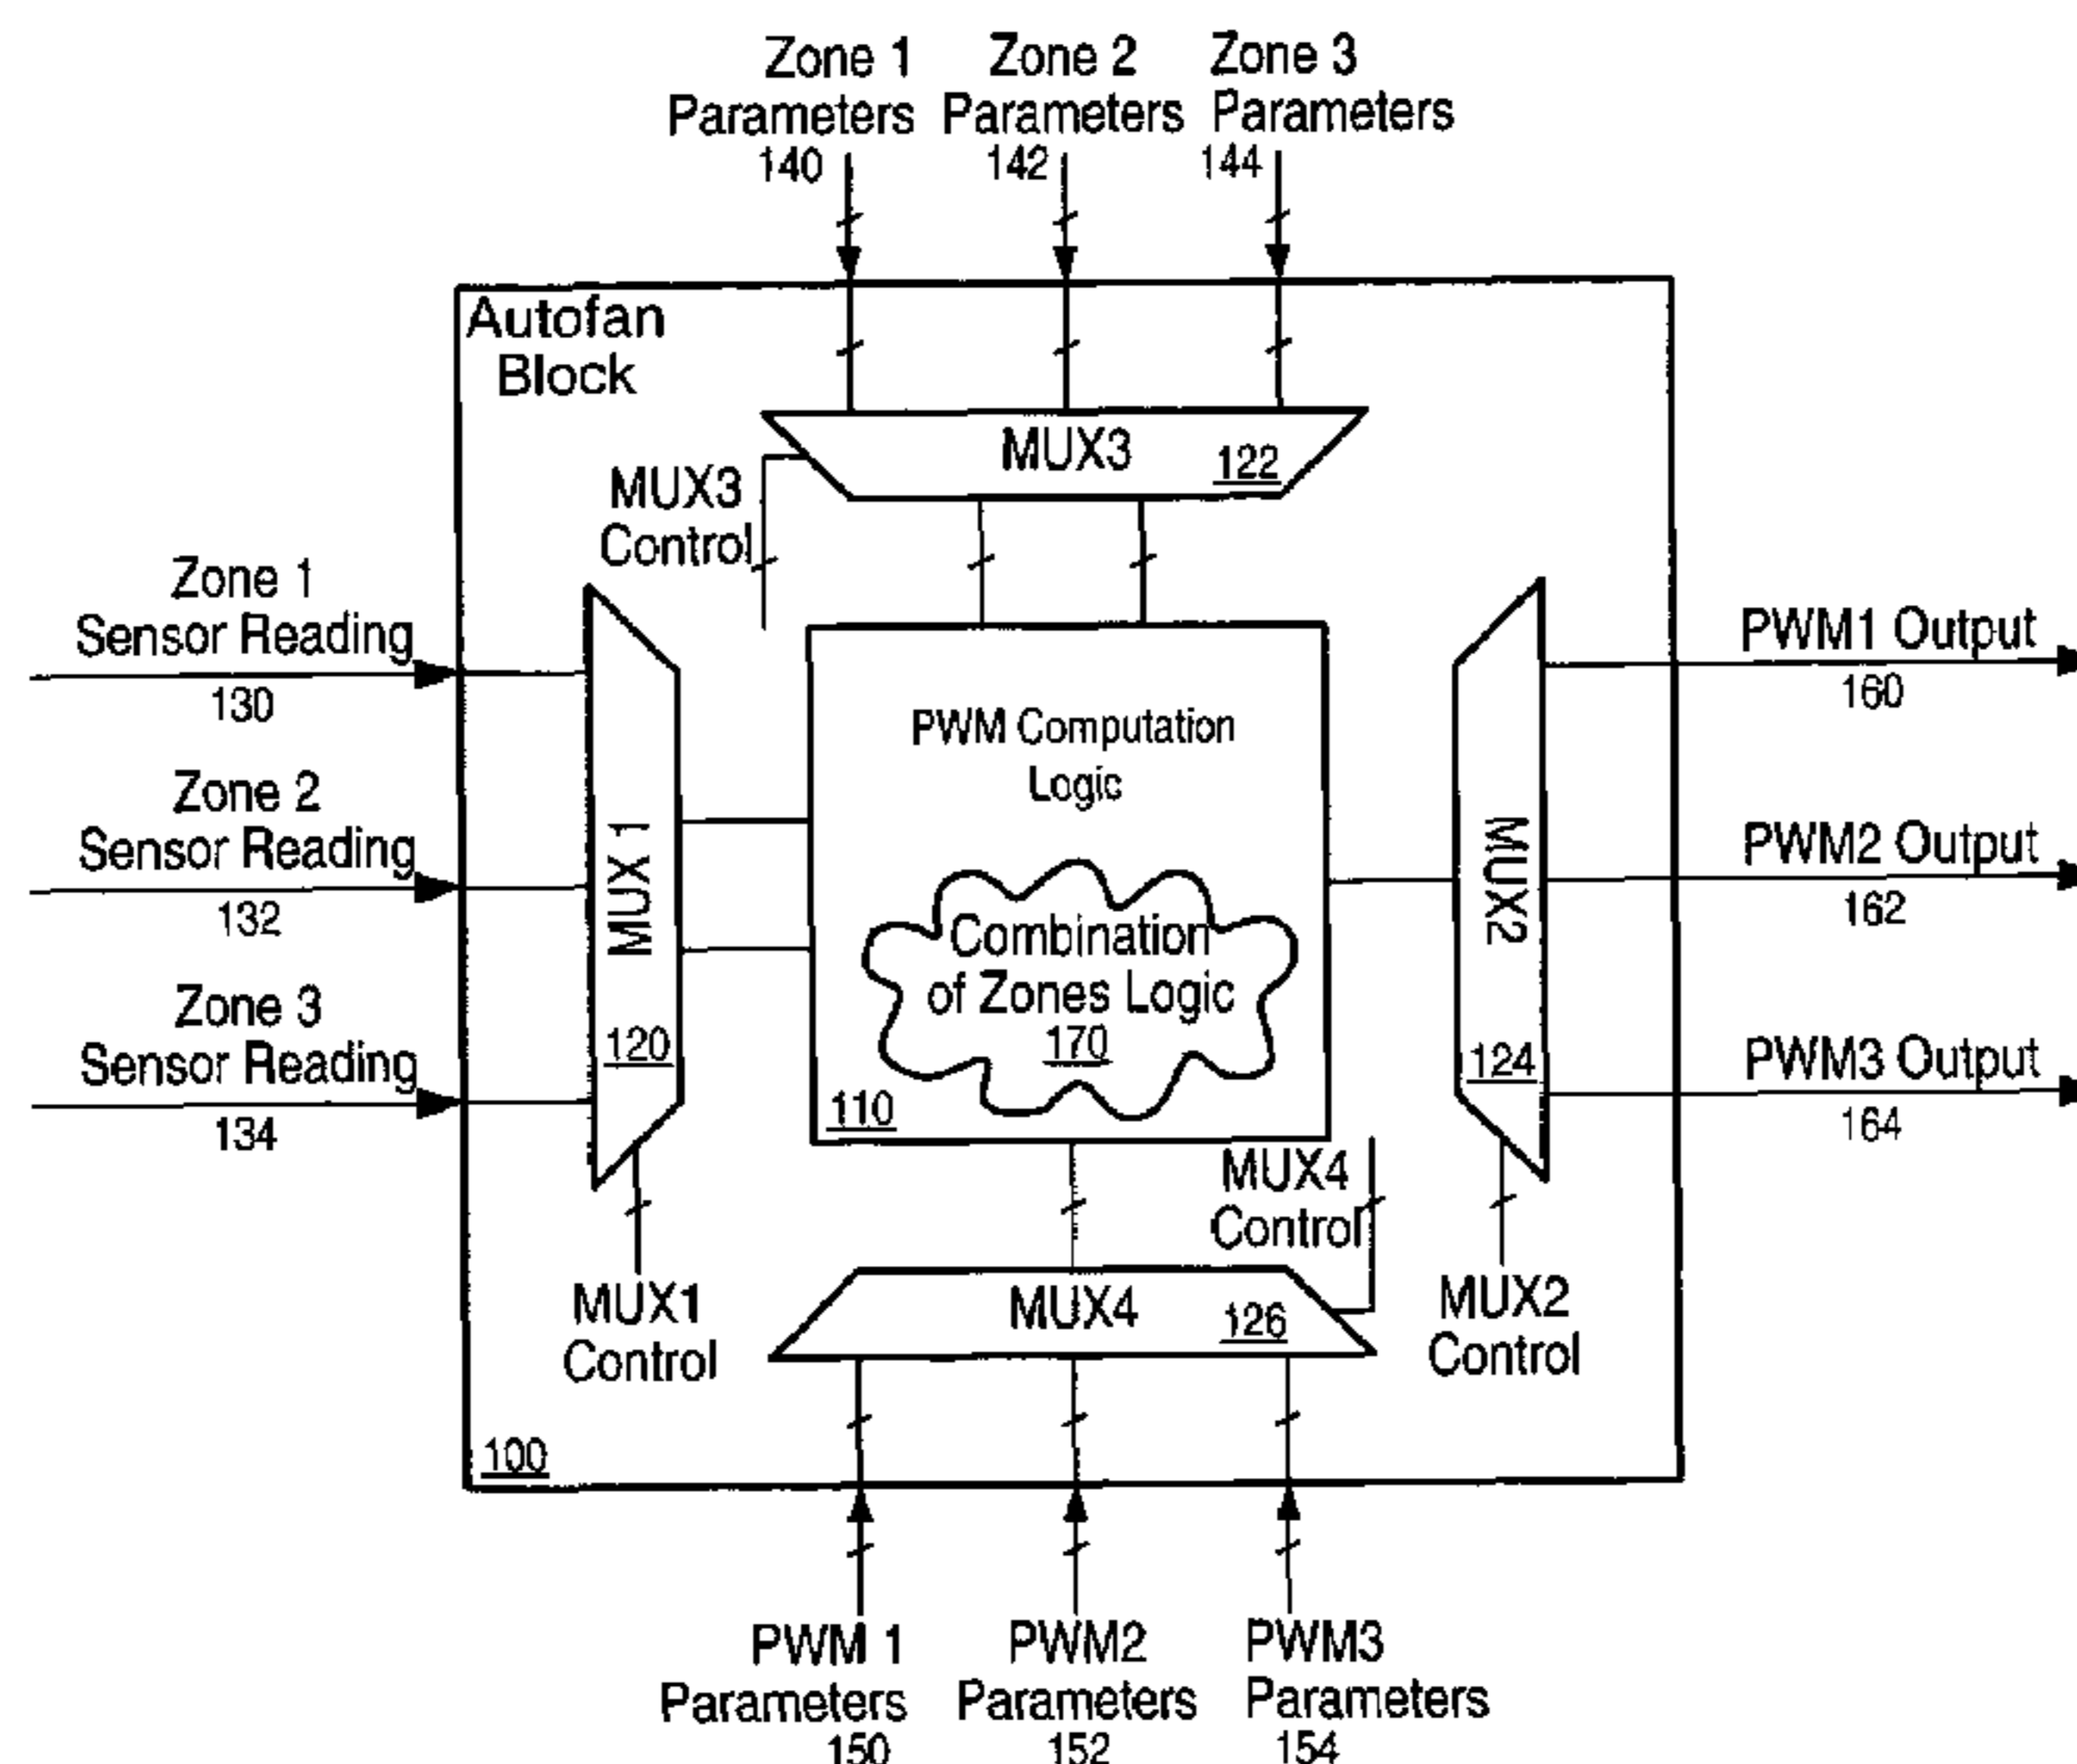 Zone 1
Parameters
140
Zone 2
Parameters
142
Zone 3
Parameters
144
Autofan
Block
MUX3
122
MUX3
Control
Zone 1
Sensor Reading
130
Zone 2
Sensor Reading
132
Zone 3
Sensor Reading
134
MUX 1
120
PWM Computation
Logic
Combination
of Zones Logic
170
110
MUX2
124
PWM1 Output
160
PWM2 Output
162
PWM3 Output
164
MUX1
Control
MUX4
Control
MUX4
126
MUX2
Control
100
PWM 1
Parameters
150
PWM2
Parameters
152
PWM3
Parameters
154